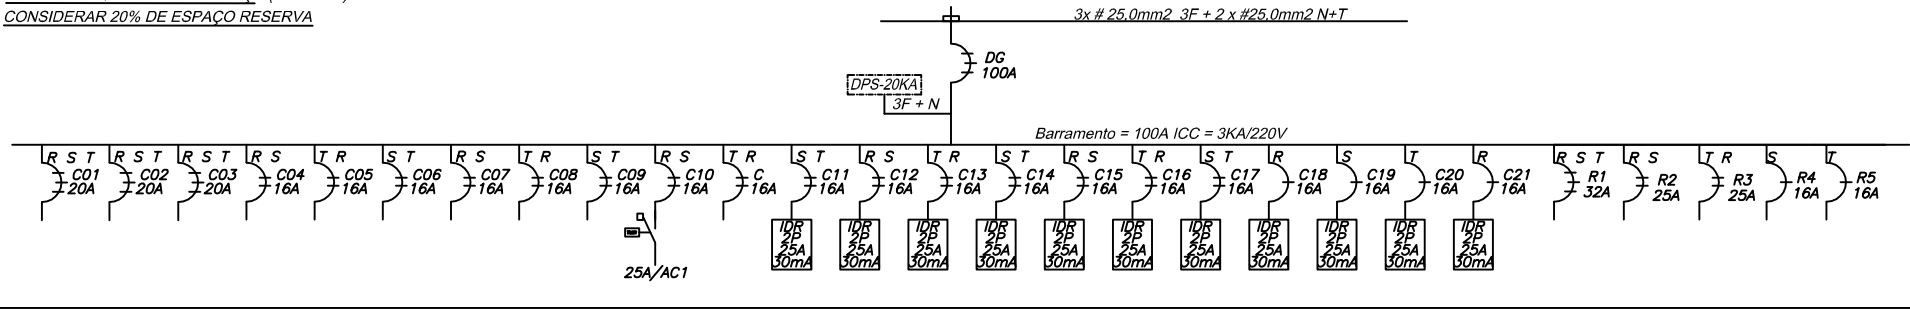 CONSIDERAR 20% DE ESPAÇO RESERVA
3x # 25,0mm2 3F + 2 x #25,0mm2 N+T
DG
100A
DPS-20KA
3F + N
Barramento = 100A ICC = 3KA/220V
R S T
C01
20A
R S T
C02
20A
R S T
C03
20A
R S
C04
16A
T R
C05
16A
S T
C06
16A
R S
C07
16A
T R
C08
16A
S T
C09
16A
R S
C10
16A
25A/AC1
T R
C
16A
S T
C11
16A
IDR
2P
25A
30mA
R S
C12
16A
IDR
2P
25A
30mA
T R
C13
16A
IDR
2P
25A
30mA
S T
C14
16A
IDR
2P
25A
30mA
R S
C15
16A
IDR
2P
25A
30mA
T R
C16
16A
IDR
2P
25A
30mA
S T
C17
16A
IDR
2P
25A
30mA
R
C18
16A
IDR
2P
25A
30mA
S
C19
16A
IDR
2P
25A
30mA
T
C20
16A
IDR
2P
25A
30mA
R
C21
16A
IDR
2P
25A
30mA
R S T
R1
32A
R S
R2
25A
T R
R3
25A
S
R4
16A
T
R5
16A